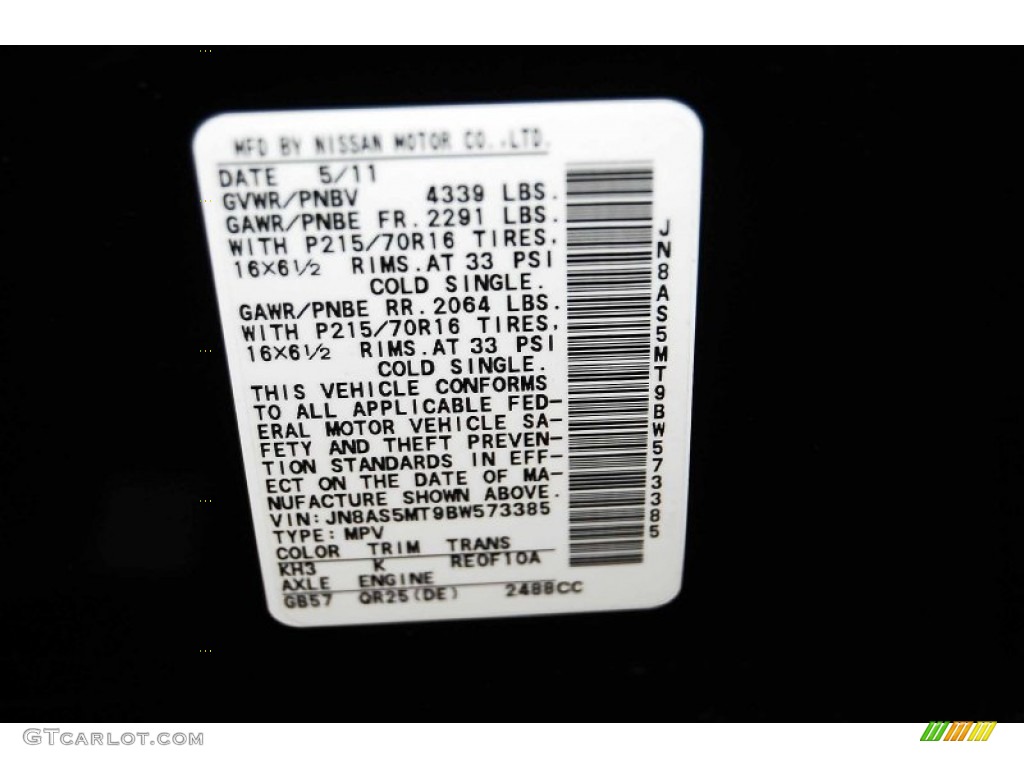 MFD BY NISSAN MOTOR CO.,LTD.
DATE 5/11
GVWR/PNBV 4339 LBS.
GAWR/PNBE FR.2291 LBS.
WITH P215/70R16 TIRES,
16×6½ RIMS.AT 33 PSI
COLD SINGLE.
GAWR/PNBE RR.2064 LBS.
WITH P215/70R16 TIRES,
16×6½ RIMS.AT 33 PSI
COLD SINGLE.
THIS VEHICLE CONFORMS
TO ALL APPLICABLE FED–
ERAL MOTOR VEHICLE SA–
FETY AND THEFT PREVEN–
TION STANDARDS IN EFF–
ECT ON THE DATE OF MA–
NUFACTURE SHOWN ABOVE.
VIN:JN8AS5MT9BW573385
TYPE:MPV
COLOR TRIM TRANS
KH3 K RE0F10A
AXLE ENGINE
GB57 QR25(DE) 2488CC
JN8AS5MT9BW573385
GTCARLOT.COM